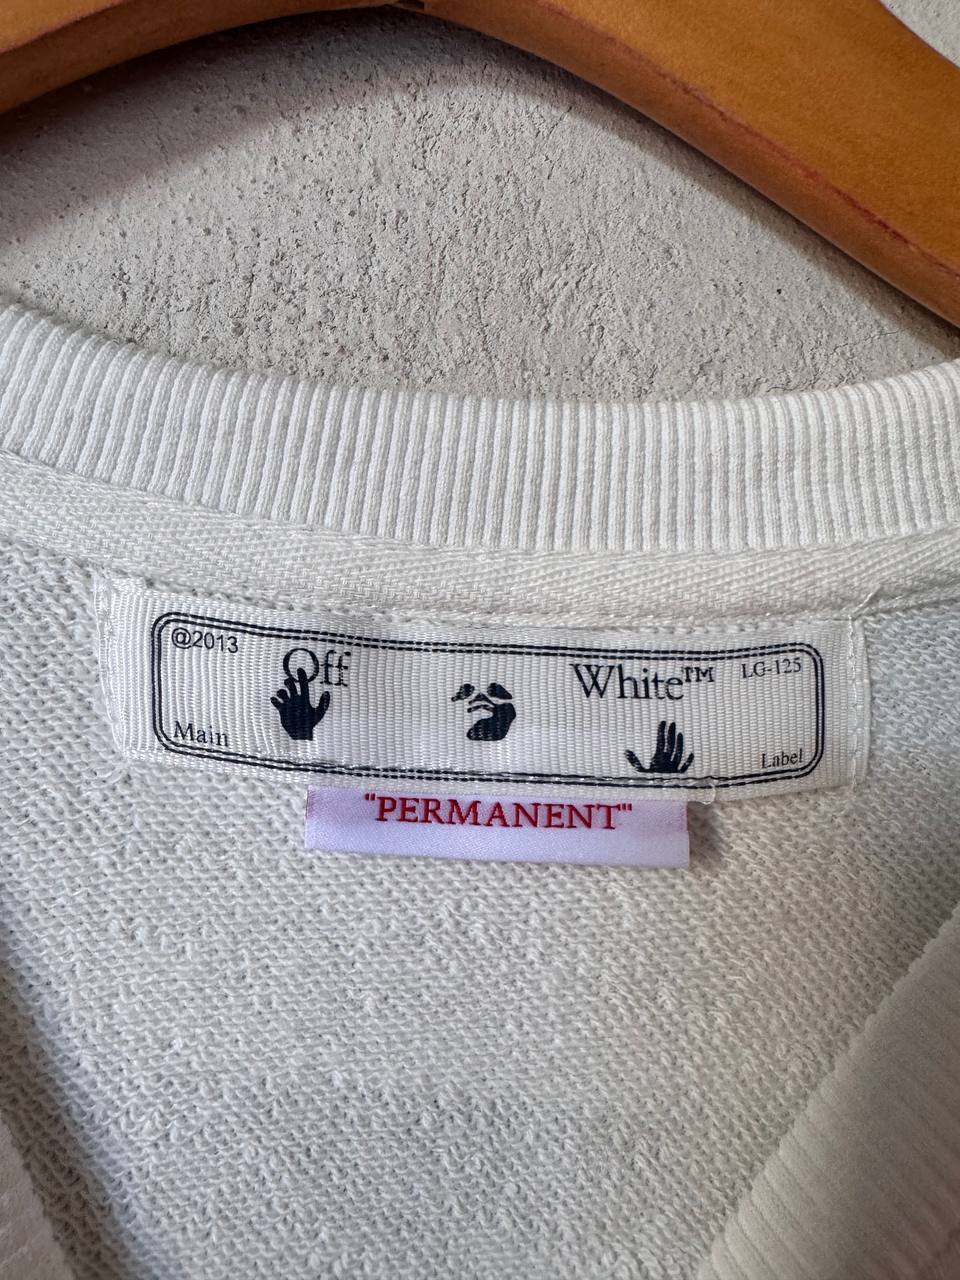 @2013
Off
White™
LG-125
Main
Label
"PERMANENT"